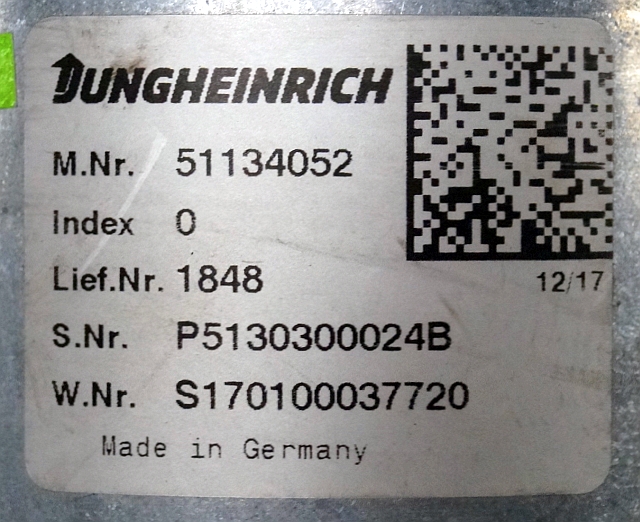 JUNGHEINRICH
M.Nr. 51134052
Index 0
Lief.Nr. 1848
12/17
S.Nr. P5130300024B
W.Nr. S170100037720
Made in Germany